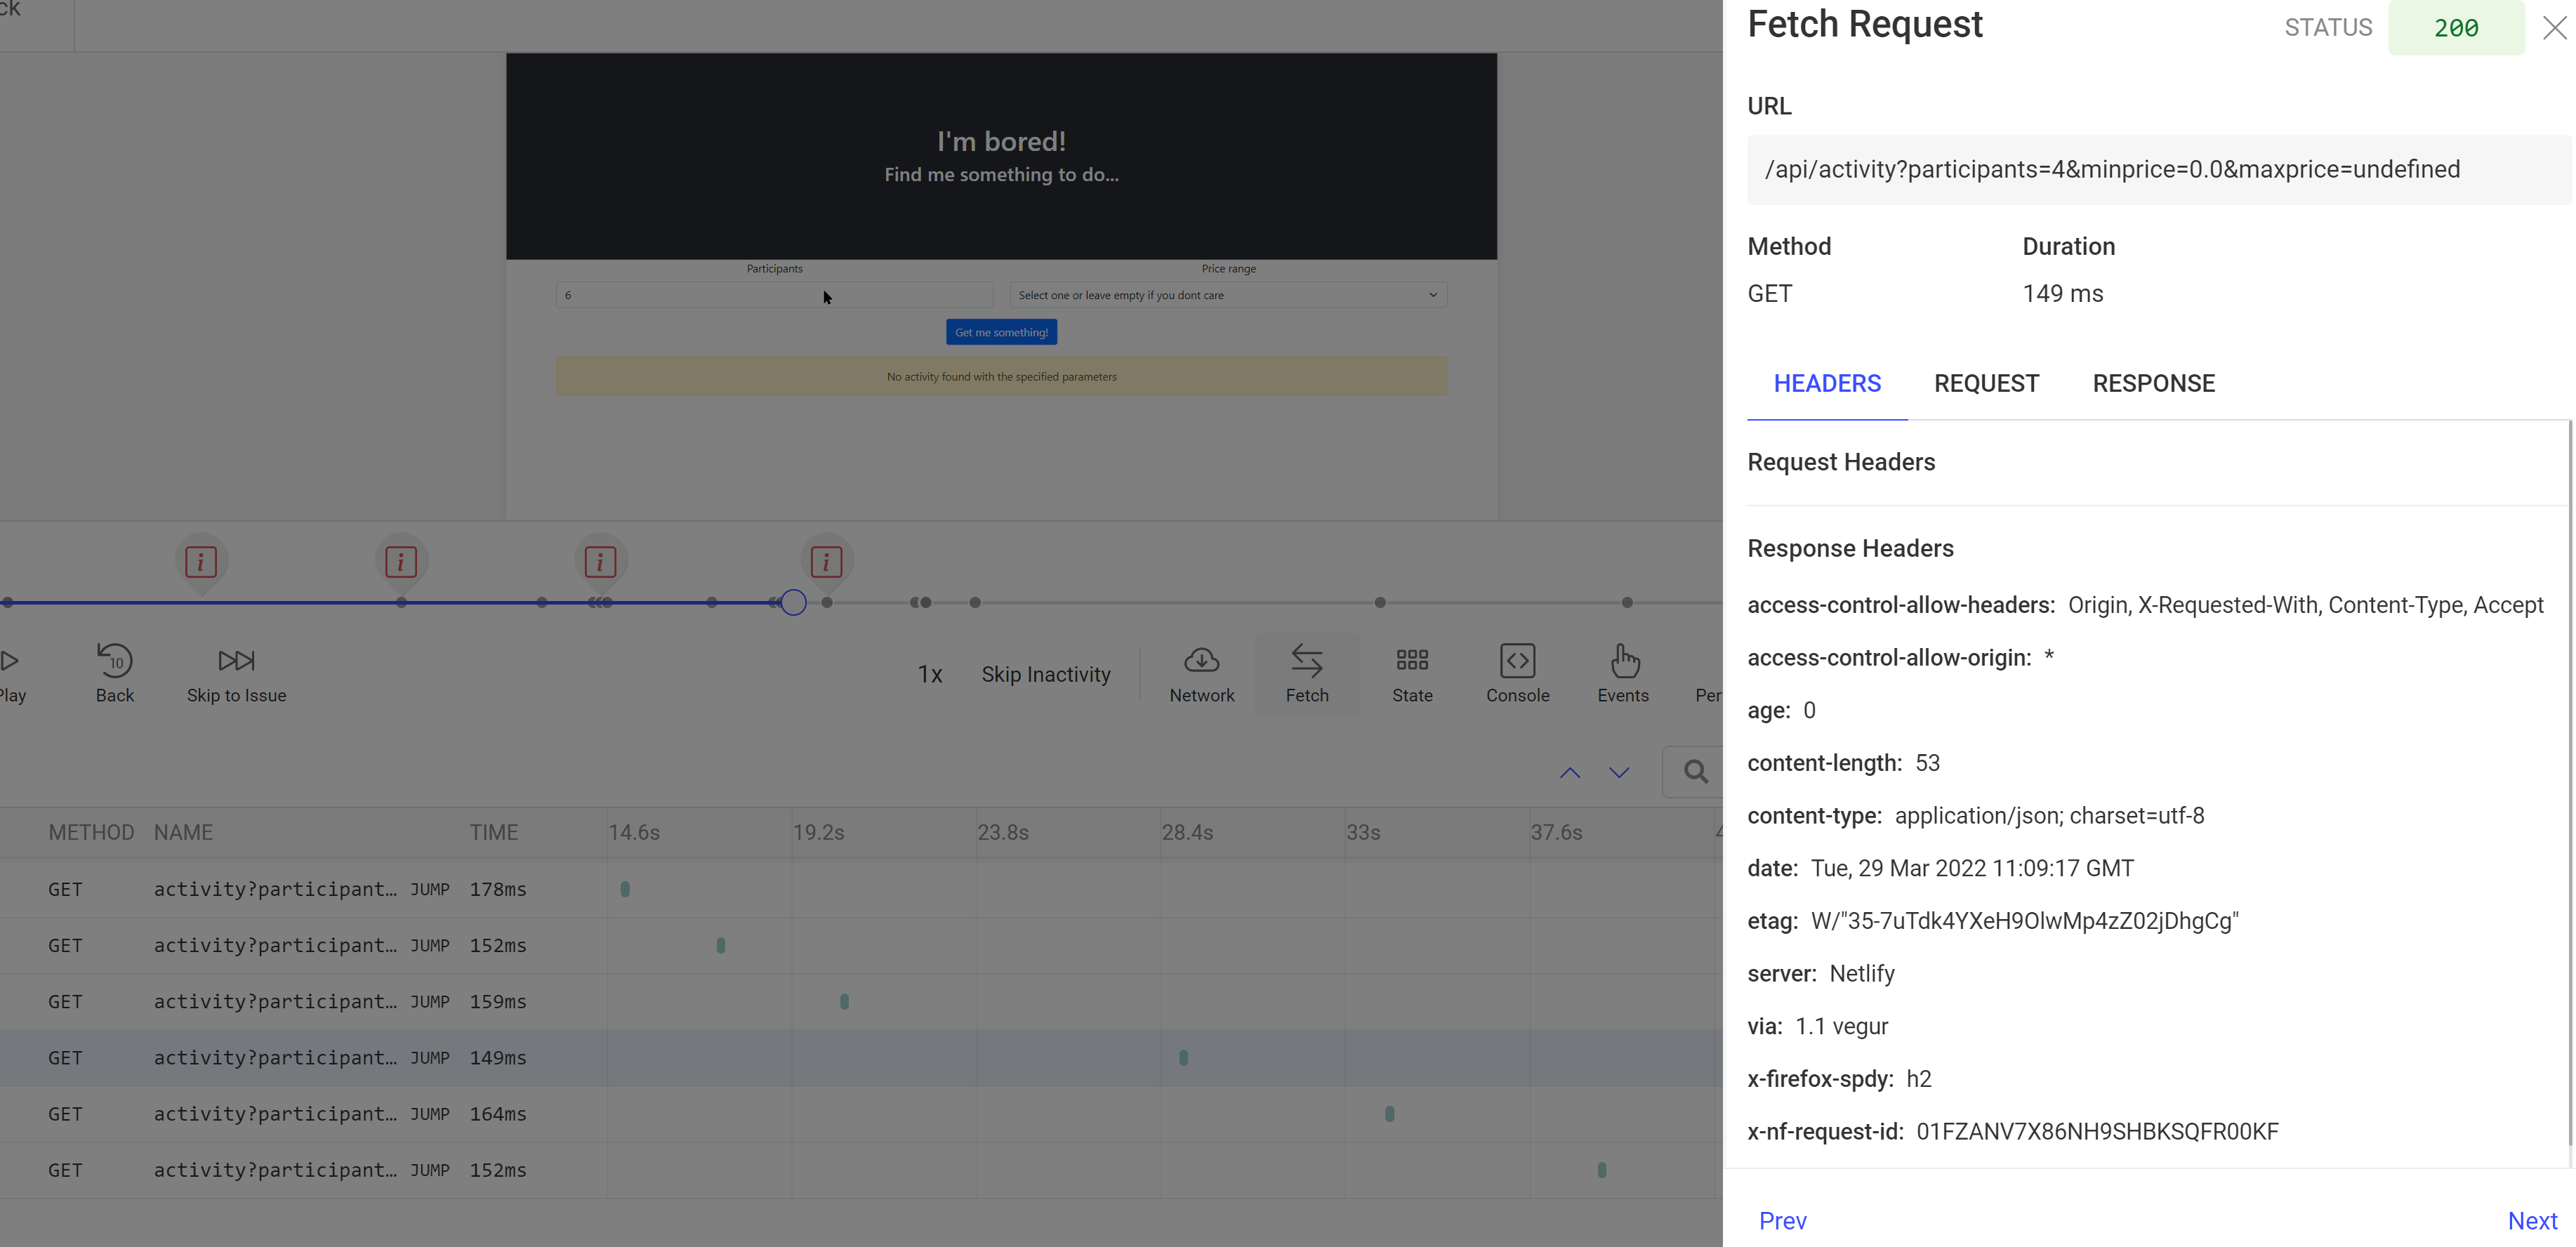 ck
I'm bored!
Find me something to do...
Participants
Price range
6
Select one or leave empty if you dont care
Get me something!
No activity found with the specified parameters
i
i
i
i
Play
10
Back
Skip to Issue
1x
Skip Inactivity
Network
Fetch
State
Console
Events
Per
METHOD NAME TIME 14.6s 19.2s 23.8s 28.4s 33s 37.6s 4
GET activity?participant… JUMP 178ms
GET activity?participant… JUMP 152ms
GET activity?participant… JUMP 159ms
GET activity?participant… JUMP 149ms
GET activity?participant… JUMP 164ms
GET activity?participant… JUMP 152ms
Fetch Request
STATUS 200
URL
/api/activity?participants=4&minprice=0.0&maxprice=undefined
Method Duration
GET 149 ms
HEADERS REQUEST RESPONSE
Request Headers
Response Headers
access-control-allow-headers: Origin, X-Requested-With, Content-Type, Accept
access-control-allow-origin: *
age: 0
content-length: 53
content-type: application/json; charset=utf-8
date: Tue, 29 Mar 2022 11:09:17 GMT
etag: W/"35-7uTdk4YXeH9OlwMp4zZ02jDhgCg"
server: Netlify
via: 1.1 vegur
x-firefox-spdy: h2
x-nf-request-id: 01FZANV7X86NH9SHBKSQFR00KF
Prev Next